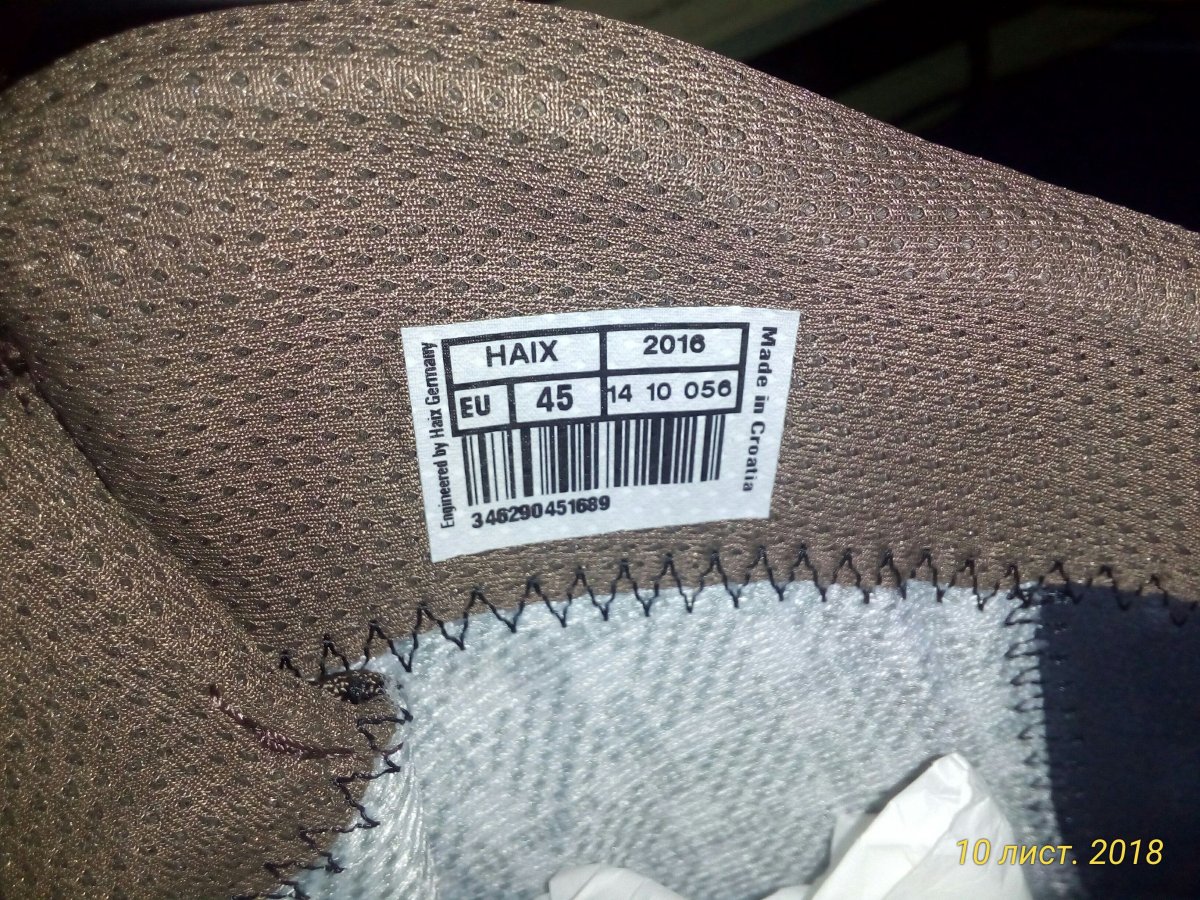 Engineered by Haix Germany
HAIX 2016
EU 45 14 10 056
346290451689
Made in Croatia
10 лист. 2018